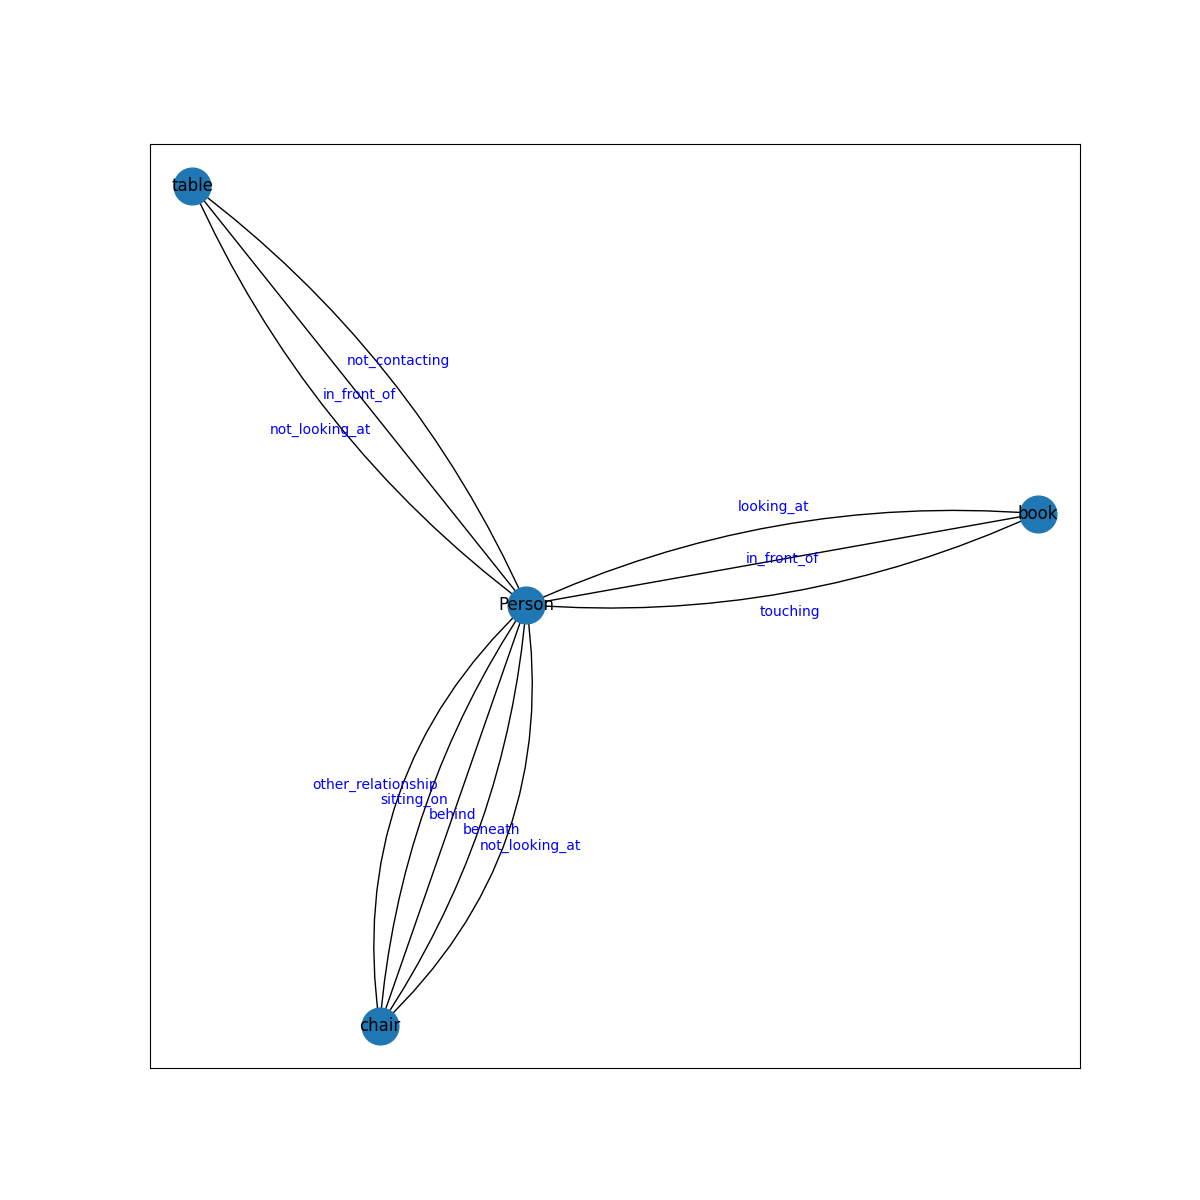 table
not_contacting
in_front_of
not_looking_at
looking_at
book
in_front_of
Person
touching
other_relationship
sitting_on
behind
beneath
not_looking_at
chair